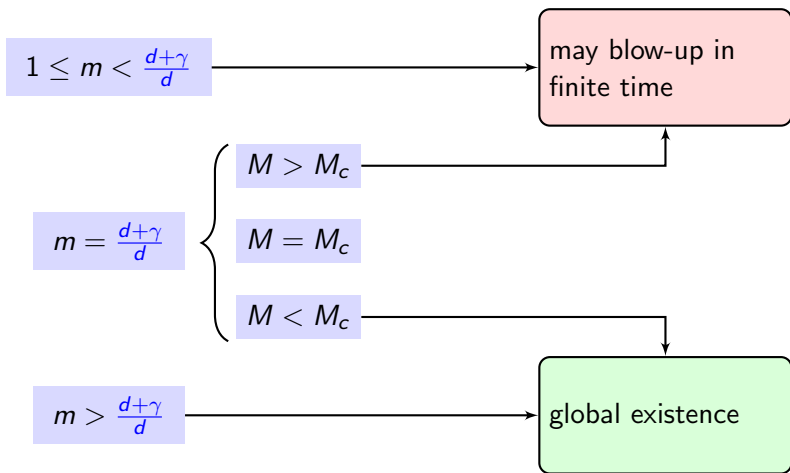 1 ≤ m < (d+γ)/d
may blow-up in
finite time
M > M_c
m = (d+γ)/d
M = M_c
M < M_c
m > (d+γ)/d
global existence